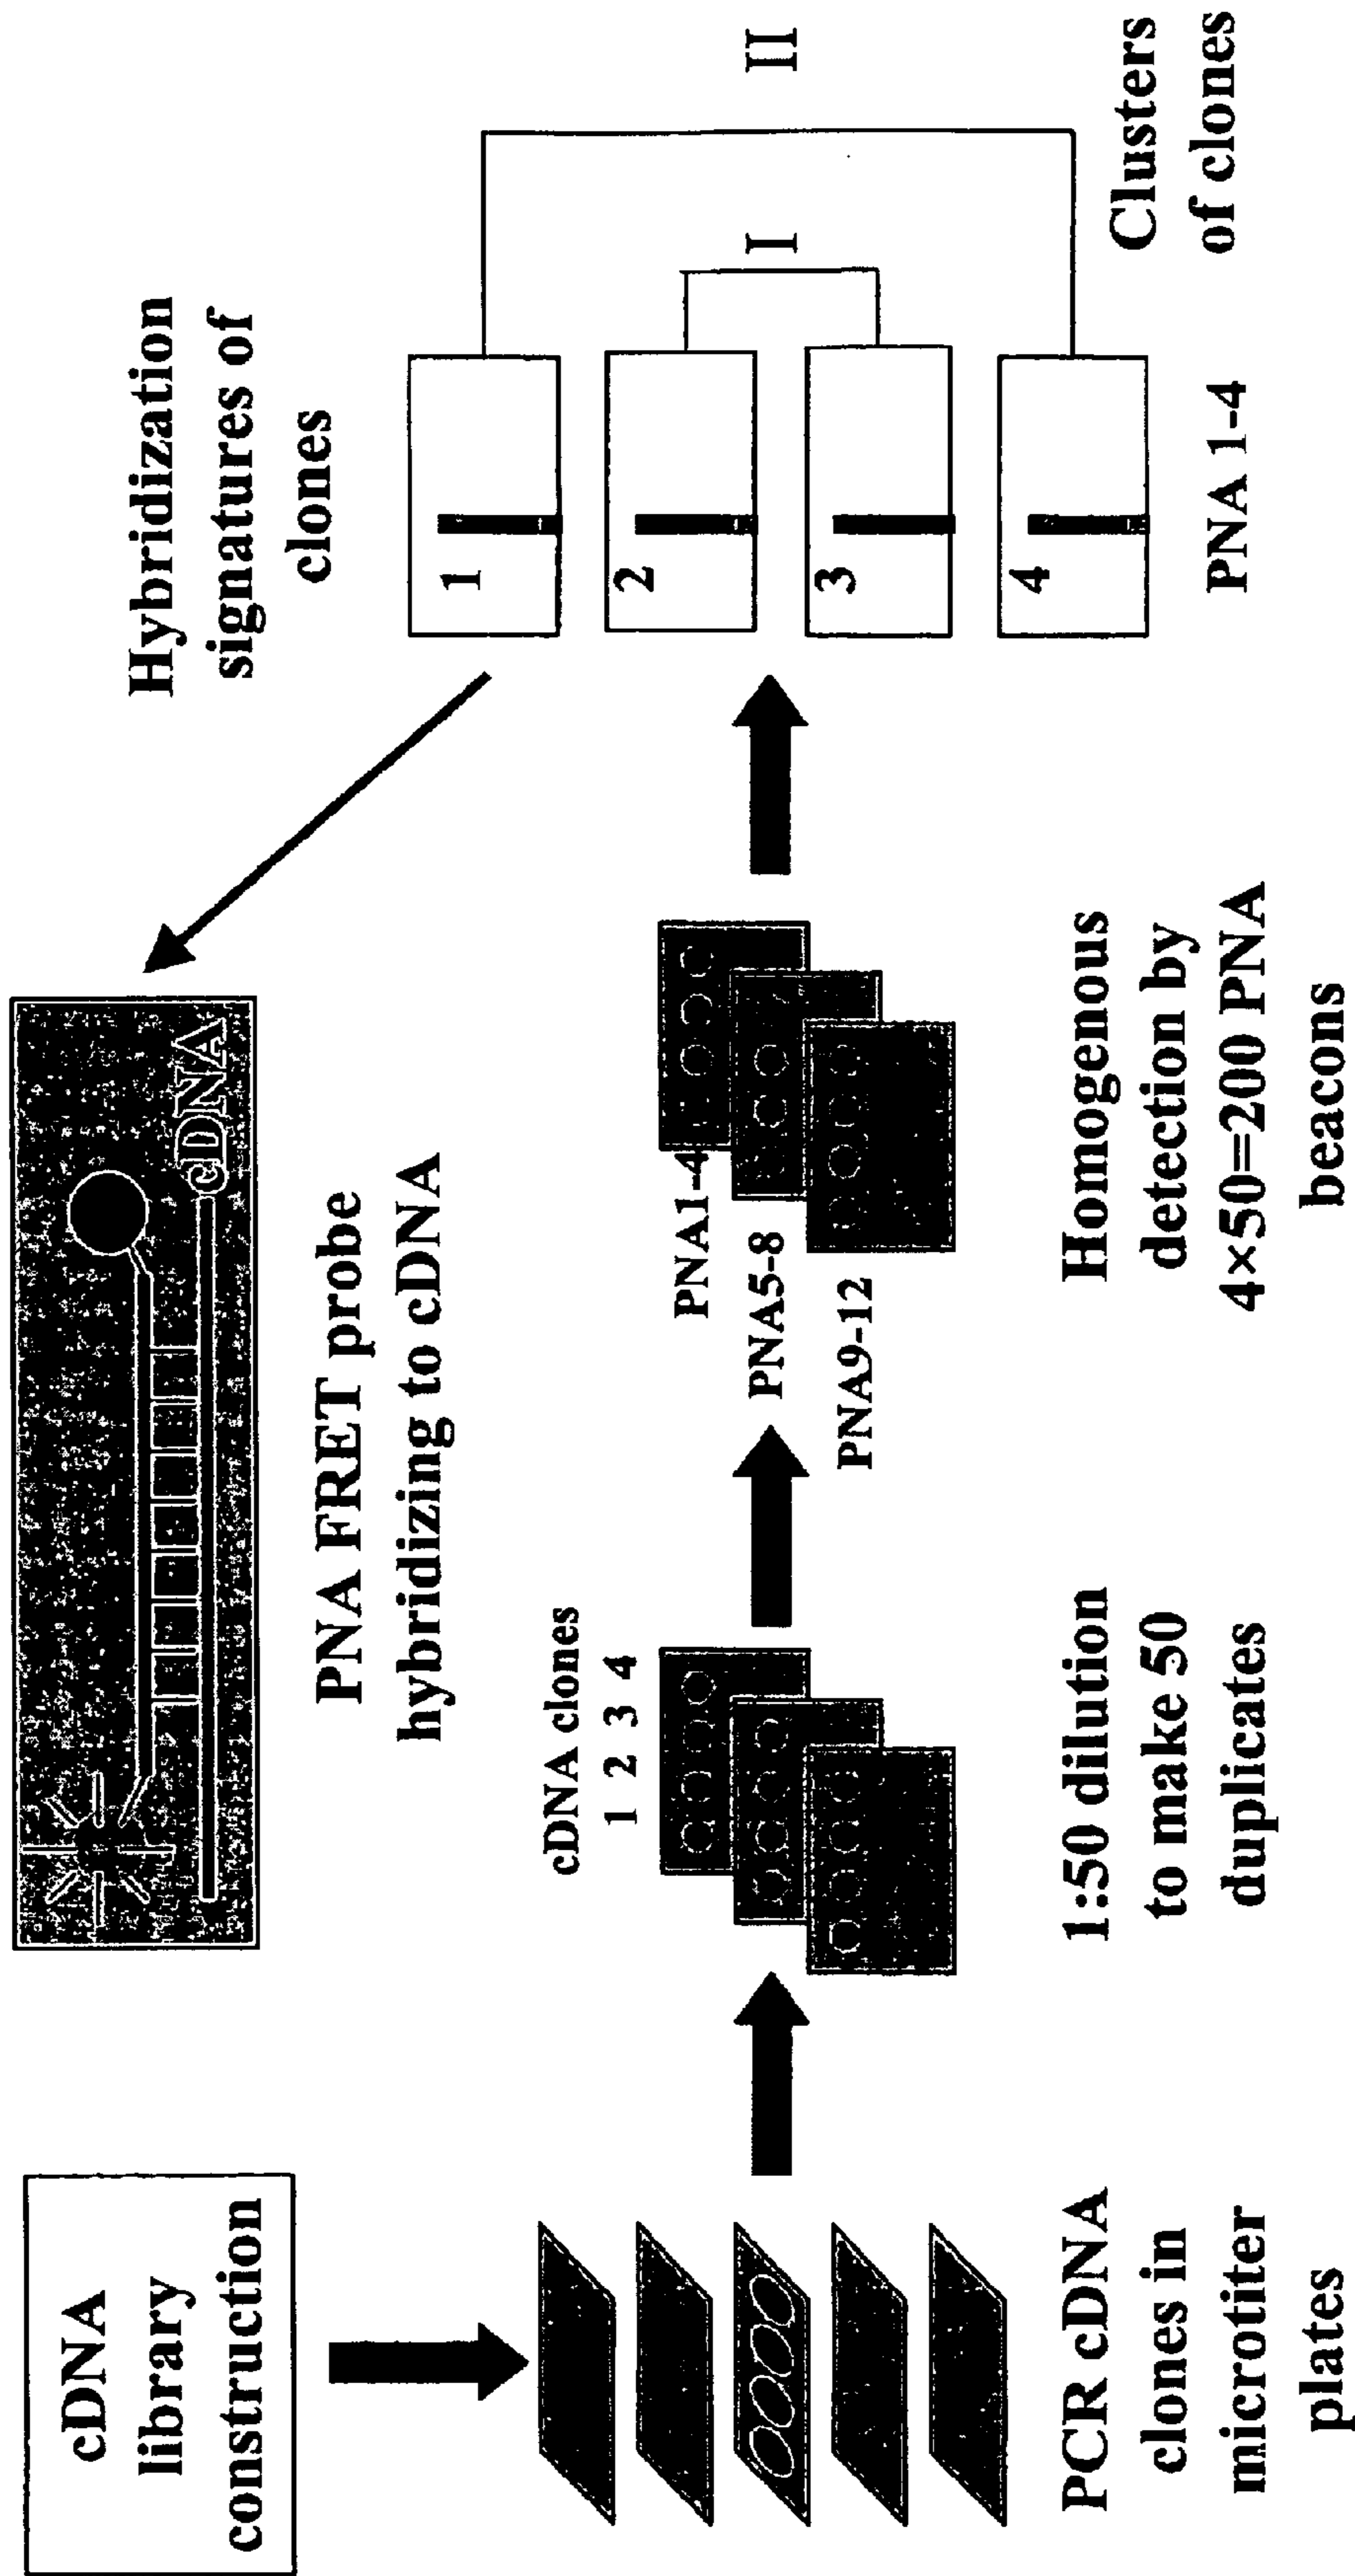 cDNA
library
construction
cDNA
PNA FRET probe
hybridizing to cDNA
Hybridization
signatures of
clones
PCR cDNA
clones in
microtiter
plates
cDNA clones
1 2 3 4
1:50 dilution
to make 50
duplicates
PNA1-4
PNA5-8
PNA9-12
Homogenous
detection by
4×50=200 PNA
beacons
1
2
3
4
PNA 1-4
I
II
Clusters
of clones